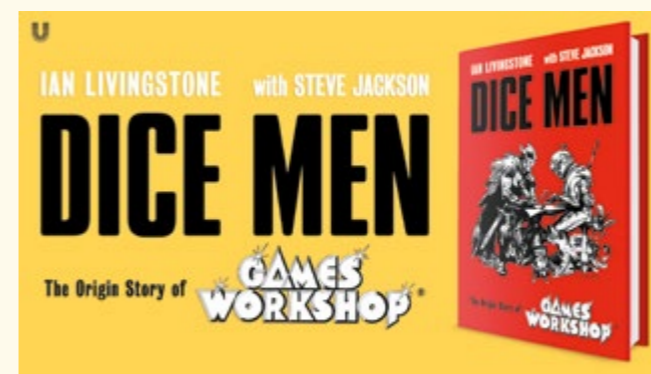 U
IAN LIVINGSTONE with STEVE JACKSON
DICE MEN
The Origin Story of
GAMES
WORKSHOP®
IAN LIVINGSTONE with STEVE JACKSON
DICE MEN
The Origin Story of
GAMES
WORKSHOP